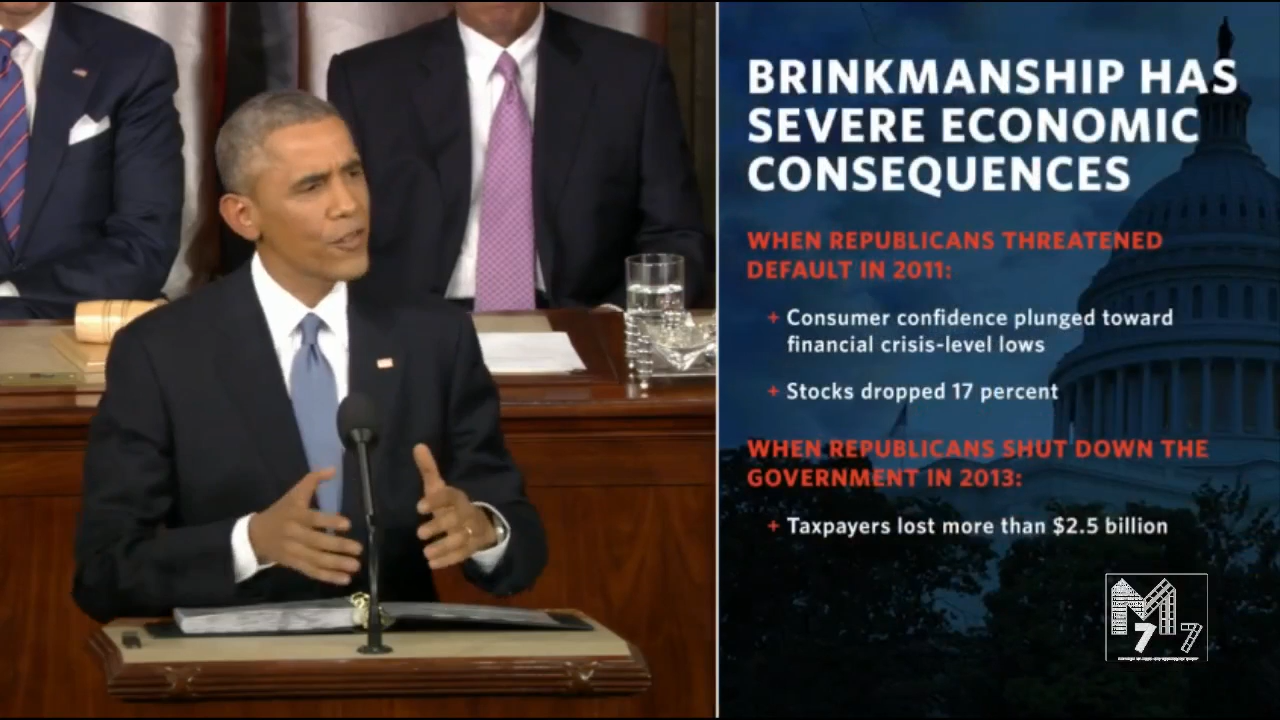 BRINKMANSHIP HAS
SEVERE ECONOMIC
CONSEQUENCES
WHEN REPUBLICANS THREATENED
DEFAULT IN 2011:
+ Consumer confidence plunged toward
financial crisis-level lows
+ Stocks dropped 17 percent
WHEN REPUBLICANS SHUT DOWN THE
GOVERNMENT IN 2013:
+ Taxpayers lost more than $2.5 billion
M
7 7